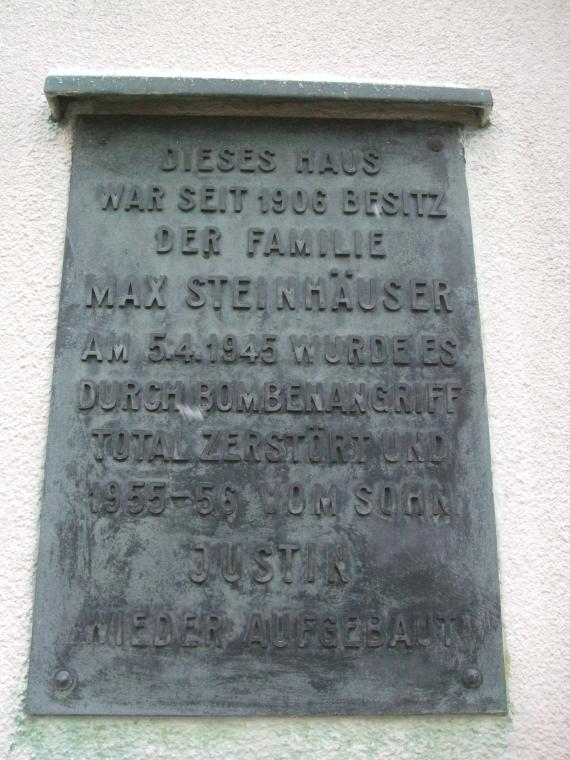 DIESES HAUS
WAR SEIT 1906 BESITZ
DER FAMILIE
MAX STEINHÄUSER
AM 5.4.1945 WURDE ES
DURCH BOMBENANGRIFF
TOTAL ZERSTÖRT UND
1955-56 VOM SOHN
JUSTIN
WIEDER AUFGEBAUT